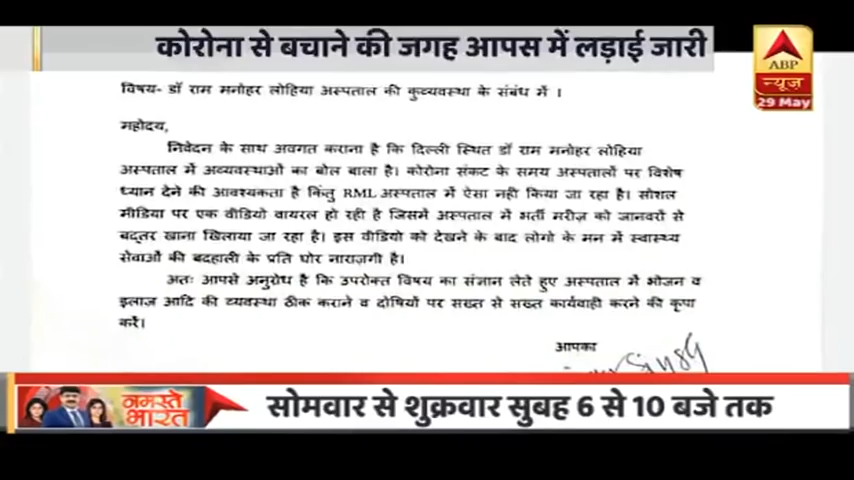 कोरोना से बचाने की जगह आपस में लड़ाई जारी
ABP
न्यूज़
29 May
विषय- डॉ राम मनोहर लोहिया अस्पताल की कुव्यवस्था के संबंध में ।
महोदय,
निवेदन के साथ अवगत कराना है कि दिल्ली स्थित डॉ राम मनोहर लोहिया
अस्पताल में अव्यवस्थाओं का बोल बाला है। कोरोना संकट के समय अस्पतालों पर विशेष
ध्यान देने की आवश्यकता है किंतु RML अस्पताल में ऐसा नही किया जा रहा है। सोशल
मीडिया पर एक वीडियो वायरल हो रही है जिसमें अस्पताल में भर्ती मरीज़ को जानवरों से
बद्तर खाना खिलाया जा रहा है। इस वीडियो को देखने के बाद लोगो के मन में स्वास्थ्य
सेवाओं की बदहाली के प्रति घोर नाराज़गी है।
अतः आपसे अनुरोध है कि उपरोक्त विषय का संज्ञान लेते हुए अस्पताल में भोजन व
इलाज़ आदि की व्यवस्था ठीक कराने व दोषियों पर सख्त से सख्त कार्यवाही करने की कृपा
करें।
आपका
नमस्ते
भारत
सोमवार से शुक्रवार सुबह 6 से 10 बजे तक